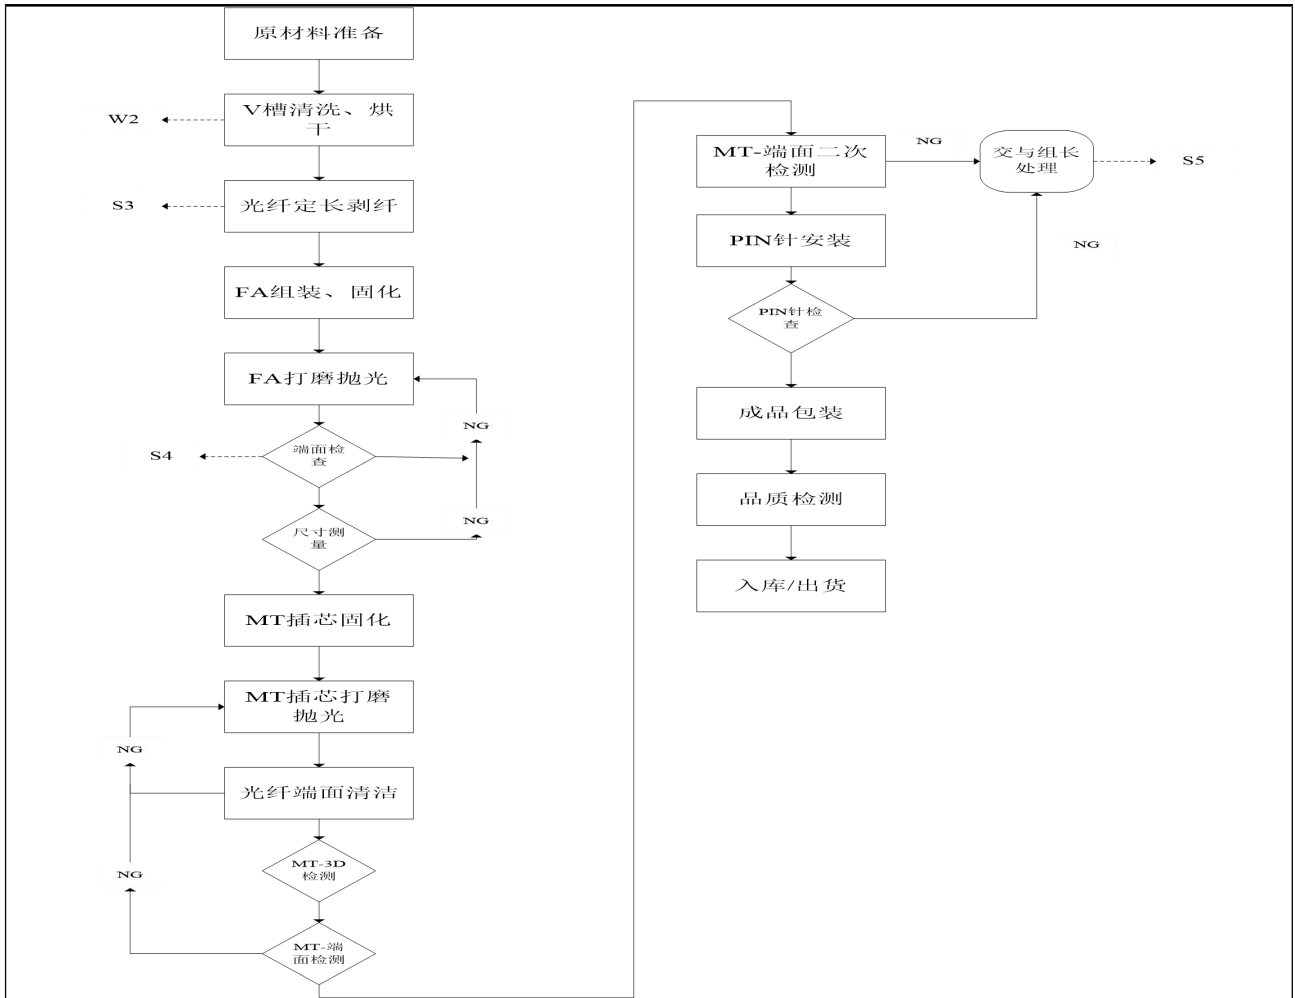 原材料准备
V槽清洗、烘
干
W2
光纤定长剥纤
S3
FA组装、固化
FA打磨抛光
NG
端面检
查
S4
NG
尺寸测
量
MT插芯固化
MT插芯打磨
抛光
NG
光纤端面清洁
MT-3D
检测
NG
MT-端
面检测
MT-端面二次
检测
NG
交与组长
处理
S5
PIN针安装
NG
PIN针检
查
成品包装
品质检测
入库/出货